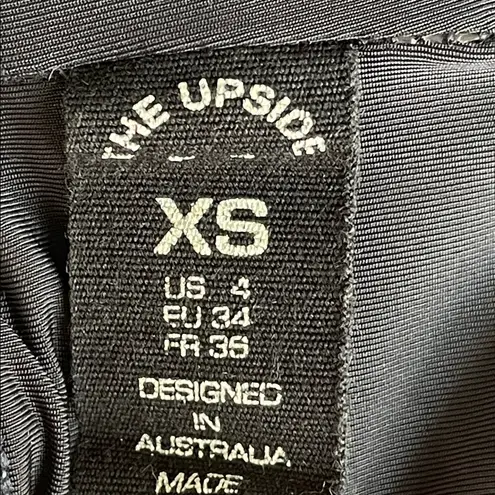 THE UPSIDE
XS
US 4
EU 34
FR 36
DESIGNED
IN
AUSTRALIA
MADE